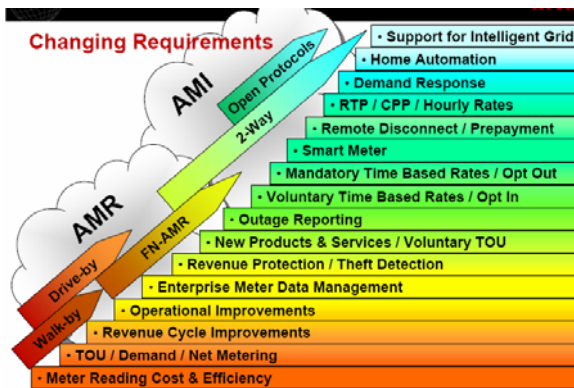 Changing Requirements
AMI
Open Protocols
2-Way
AMR
FN-AMR
Drive-by
Walk-by
· Support for Intelligent Grid
· Home Automation
· Demand Response
· RTP / CPP / Hourly Rates
· Remote Disconnect / Prepayment
· Smart Meter
· Mandatory Time Based Rates / Opt Out
· Voluntary Time Based Rates / Opt In
· Outage Reporting
· New Products & Services / Voluntary TOU
· Revenue Protection / Theft Detection
· Enterprise Meter Data Management
· Operational Improvements
· Revenue Cycle Improvements
· TOU / Demand / Net Metering
· Meter Reading Cost & Efficiency